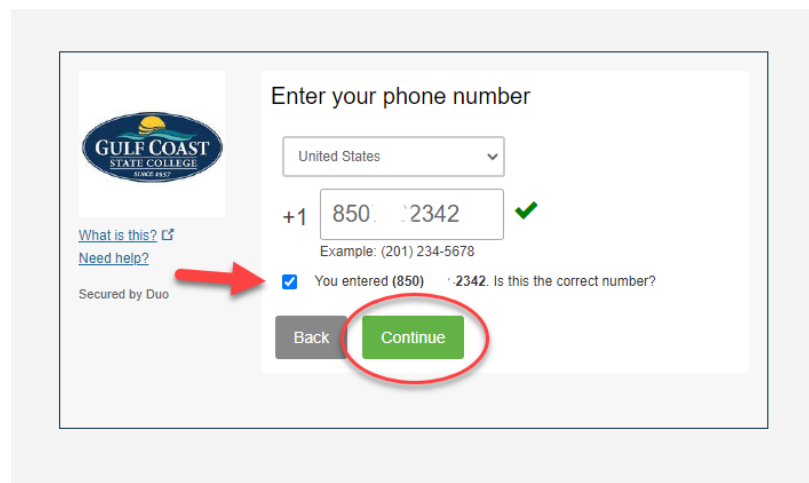 Enter your phone number
GULF COAST
STATE COLLEGE
SINCE 1957
United States
+1 850 2342
Example: (201) 234-5678
What is this?
Need help?
You entered (850) -2342. Is this the correct number?
Secured by Duo
Back Continue